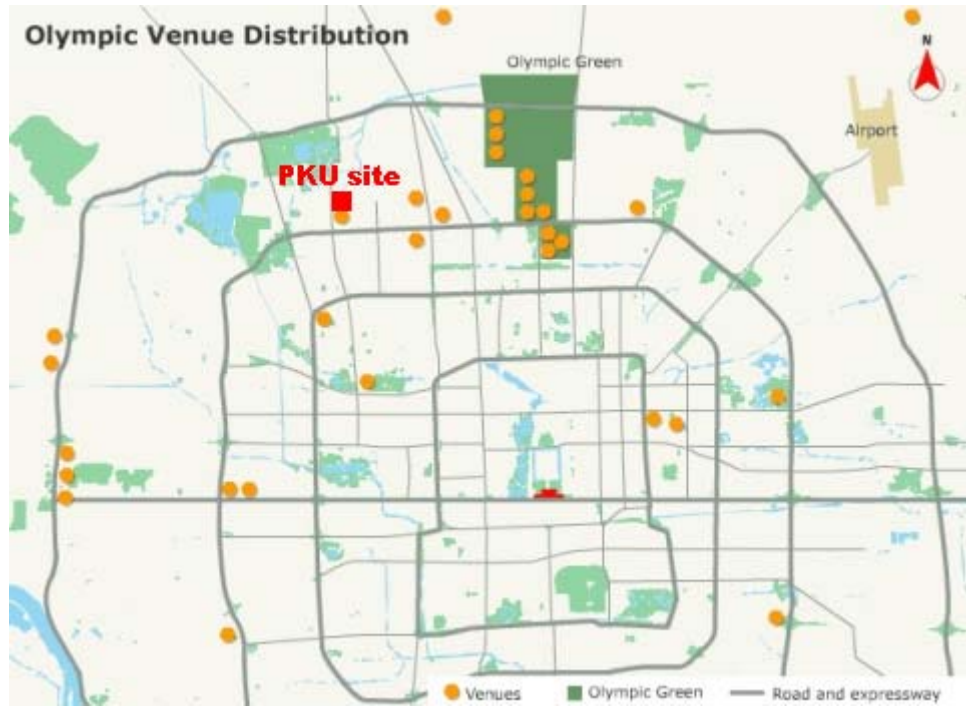 Olympic Venue Distribution
Olympic Green
N
Airport
PKU site
Venues
Olympic Green
Road and expressway